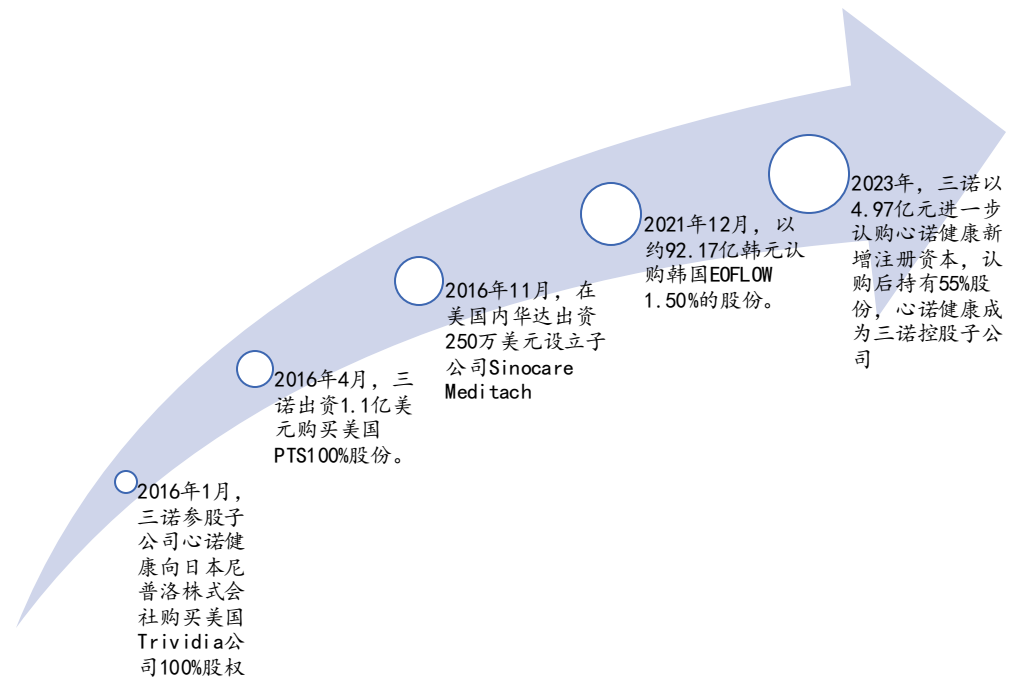 2016年1月，
三诺参股子
公司心诺健
康向日本尼
普洛株式会
社购买美国
Trividia公
司100%股权
2016年4月，三
诺出资1.1亿美
元购买美国
PTS100%股份。
2016年11月，在
美国内华达出资
250万美元设立子
公司Sinocare
Meditach
2021年12月，以
约92.17亿韩元认
购韩国EOFLOW
1.50%的股份。
2023年，三诺以
4.97亿元进一步
认购心诺健康新
增注册资本，认
购后持有55%股
份，心诺健康成
为三诺控股子公
司